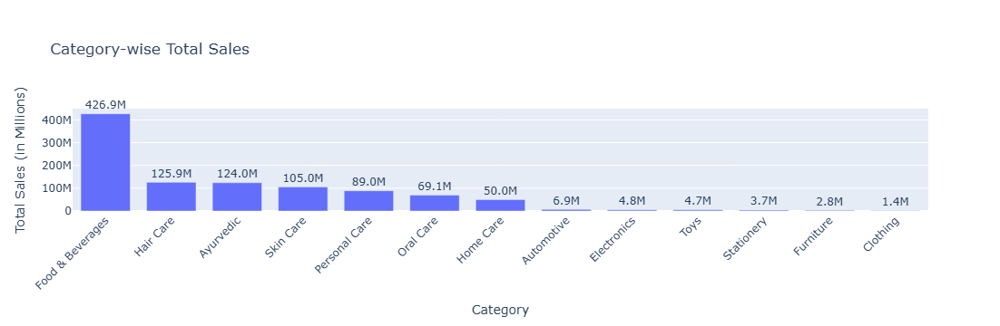 Category-wise Total Sales
Total Sales (in Millions)
400M
300M
200M
100M
0
426.9M
125.9M
124.0M
105.0M
89.0M
69.1M
50.0M
6.9M
4.8M
4.7M
3.7M
2.8M
1.4M
Food & Beverages
Hair Care
Ayurvedic
Skin Care
Personal Care
Oral Care
Home Care
Automotive
Electronics
Toys
Stationery
Furniture
Clothing
Category